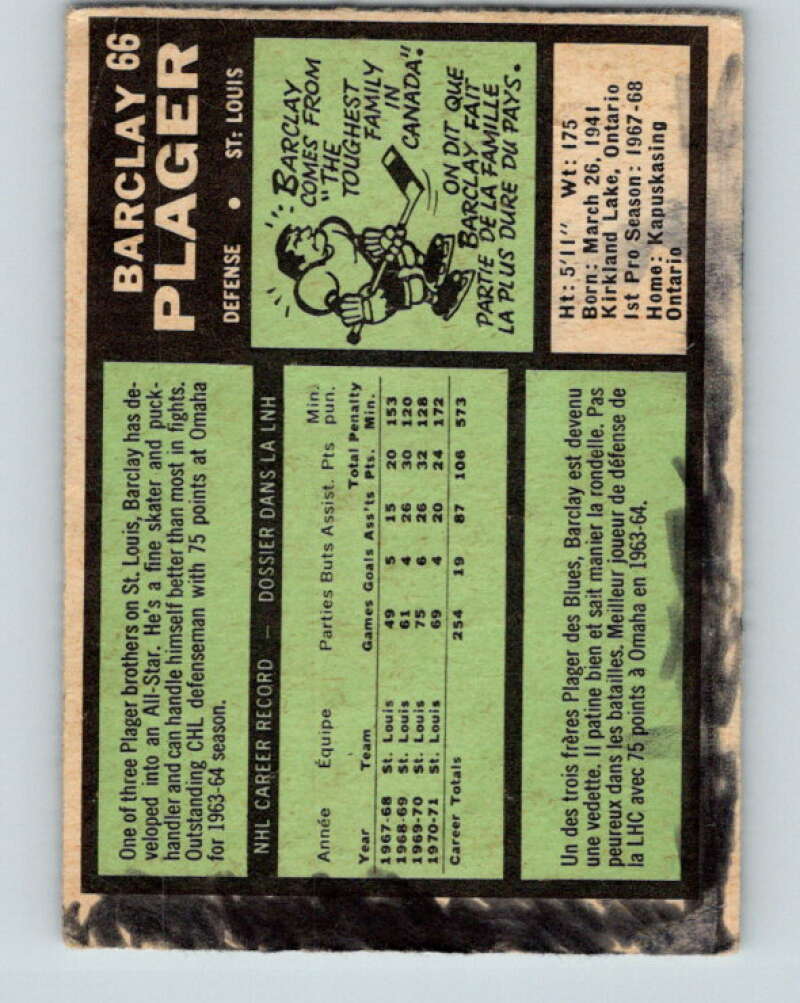 BARCLAY 66
PLAGER
DEFENSE • ST: LOUIS
One of three Plager brothers on St. Louis, Barclay has de-
veloped into an All-Star. He's a fine skater and puck-
handler and can handle himself better than most in fights.
Outstanding CHL defenseman with 75 points at Omaha
for 1963-64 season.
BARCLAY
COMES FROM
"THE
TOUGHEST
FAMILY
IN
CANADA".
ON DIT QUE
BARCLAY FAIT
PARTIE DE LA FAMILLE
LA PLUS DURE DU PAYS.
NHL CAREER RECORD — DOSSIER DANS LA LNH
Année Équipe Parties Buts Assist. Pts Min. pun.
Year Team Games Goals Ass'ts Total Pts. Penalty Min.
1967-68 St. Louis 49 5 15 20 153
1968-69 St. Louis 61 4 26 30 120
1969-70 St. Louis 75 6 26 32 128
1970-71 St. Louis 69 4 20 24 172
Career Totals 254 19 87 106 573
Un des trois frères Plager des Blues, Barclay est devenu
une vedette. Il patine bien et sait manier la rondelle. Pas
peureux dans les batailles. Meilleur joueur de défense de
la LHC avec 75 points à Omaha en 1963-64.
Ht: 5'11" Wt: 175
Born: March 26, 1941
Kirkland Lake, Ontario
1st Pro Season: 1967-68
Home: Kapuskasing
Ontario